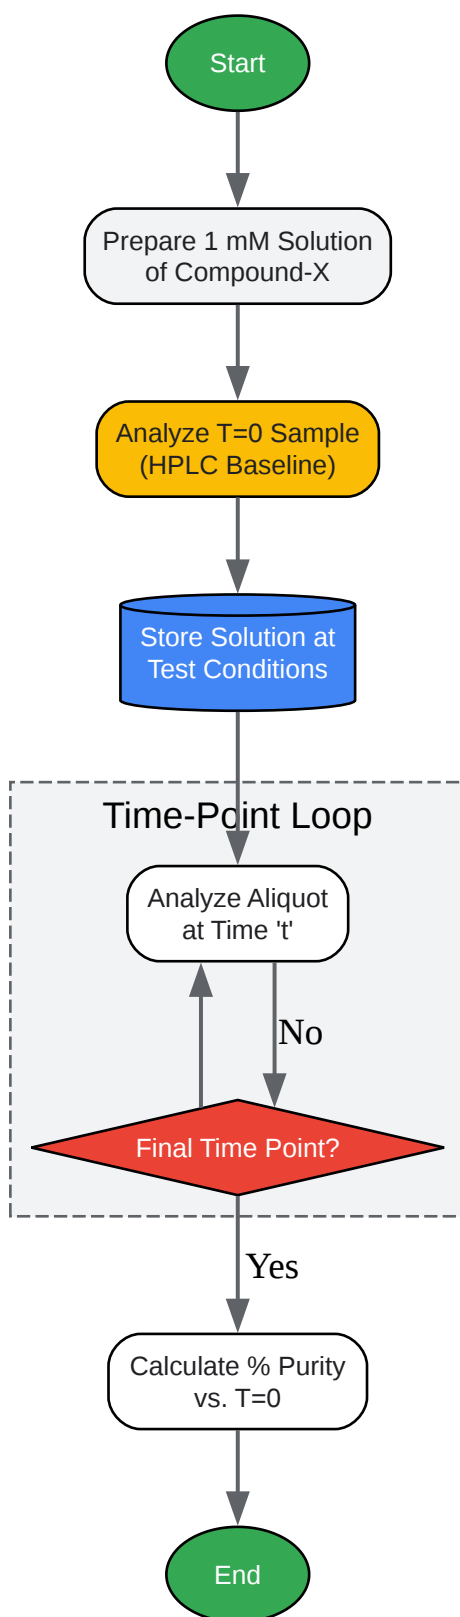 Start
Prepare 1 mM Solution
of Compound-X
Analyze T=0 Sample
(HPLC Baseline)
Store Solution at
Test Conditions
Time-Point Loop
Analyze Aliquot
at Time 't'
No
Final Time Point?
Yes
Calculate % Purity
vs. T=0
End